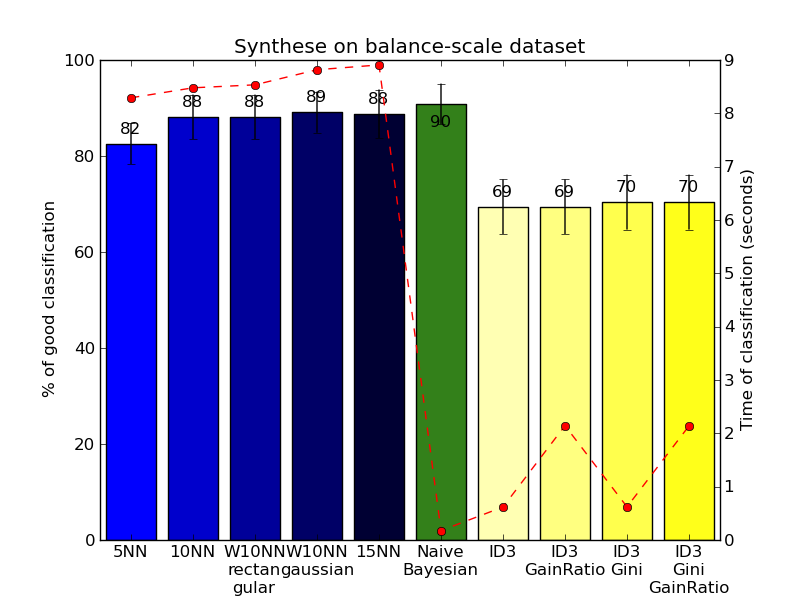 Synthese on balance-scale dataset
% of good classification
Time of classification (seconds)
100
80
60
40
20
0
9
8
7
6
5
4
3
2
1
0
82
88
88
89
88
90
69
69
70
70
5NN
10NN
W10NN
rectan
gular
W10NN
gaussian
15NN
Naive
Bayesian
ID3
ID3
GainRatio
ID3
Gini
ID3
Gini
GainRatio